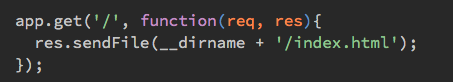 app.get('/', function(req, res){
  res.sendFile(__dirname + '/index.html');
});